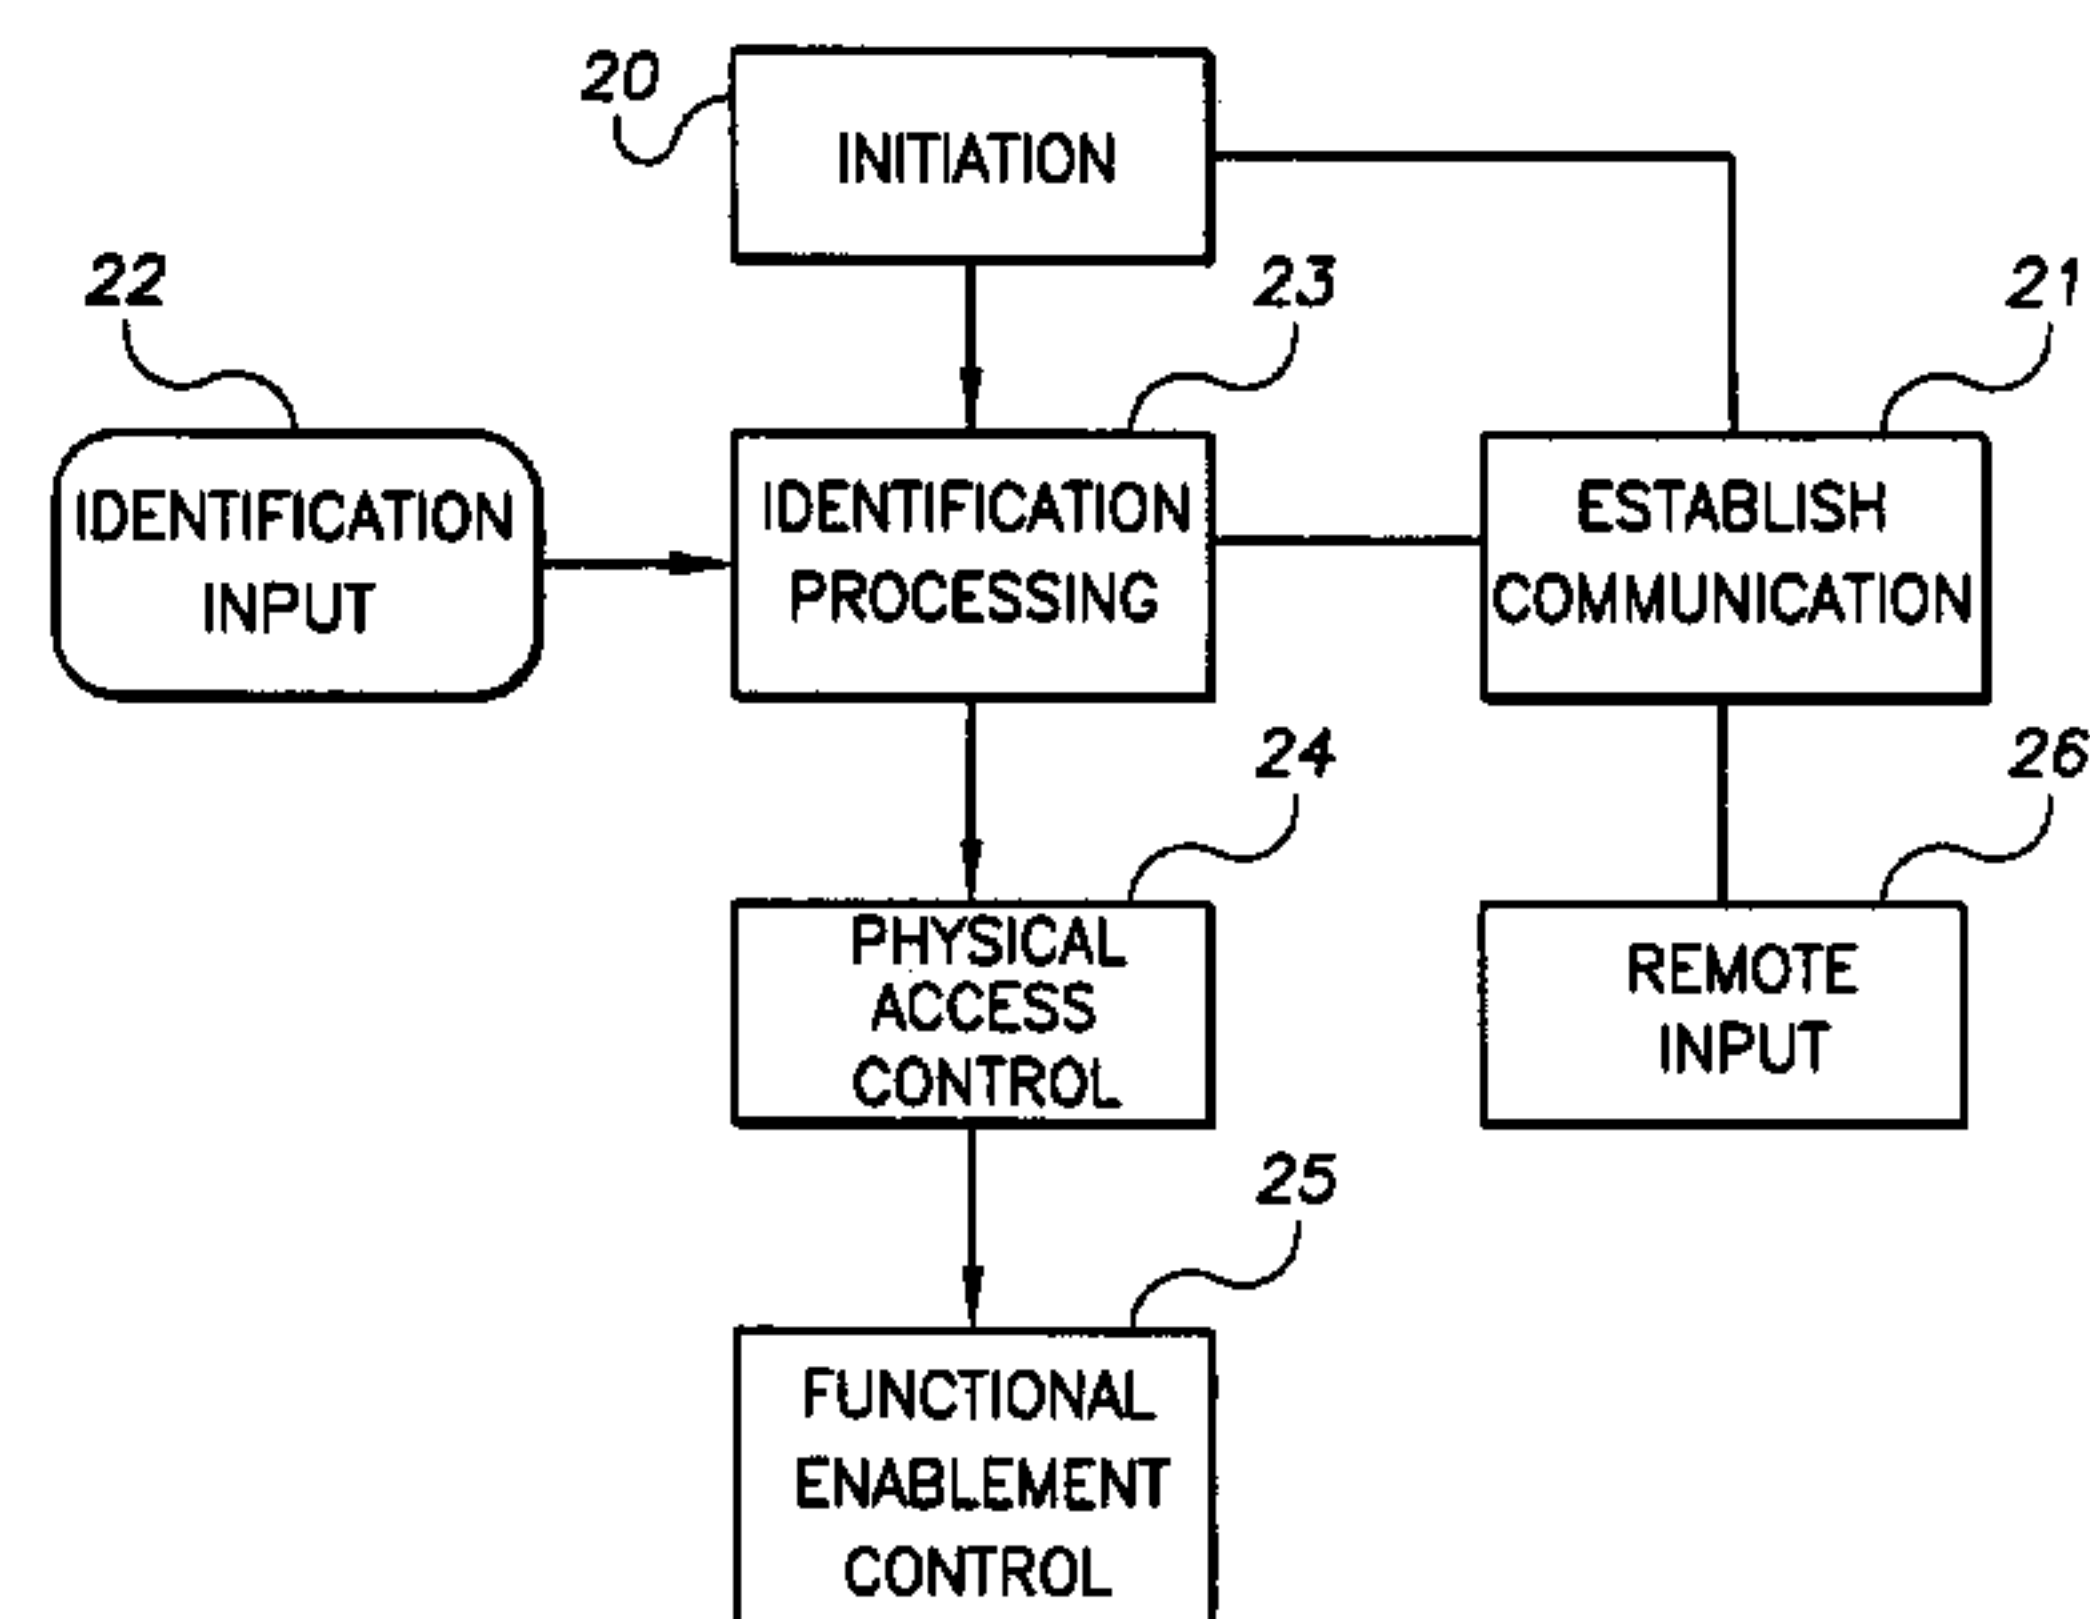 20
INITIATION
22
23
21
IDENTIFICATION
INPUT
IDENTIFICATION
PROCESSING
ESTABLISH
COMMUNICATION
24
26
PHYSICAL
ACCESS
CONTROL
REMOTE
INPUT
25
FUNCTIONAL
ENABLEMENT
CONTROL